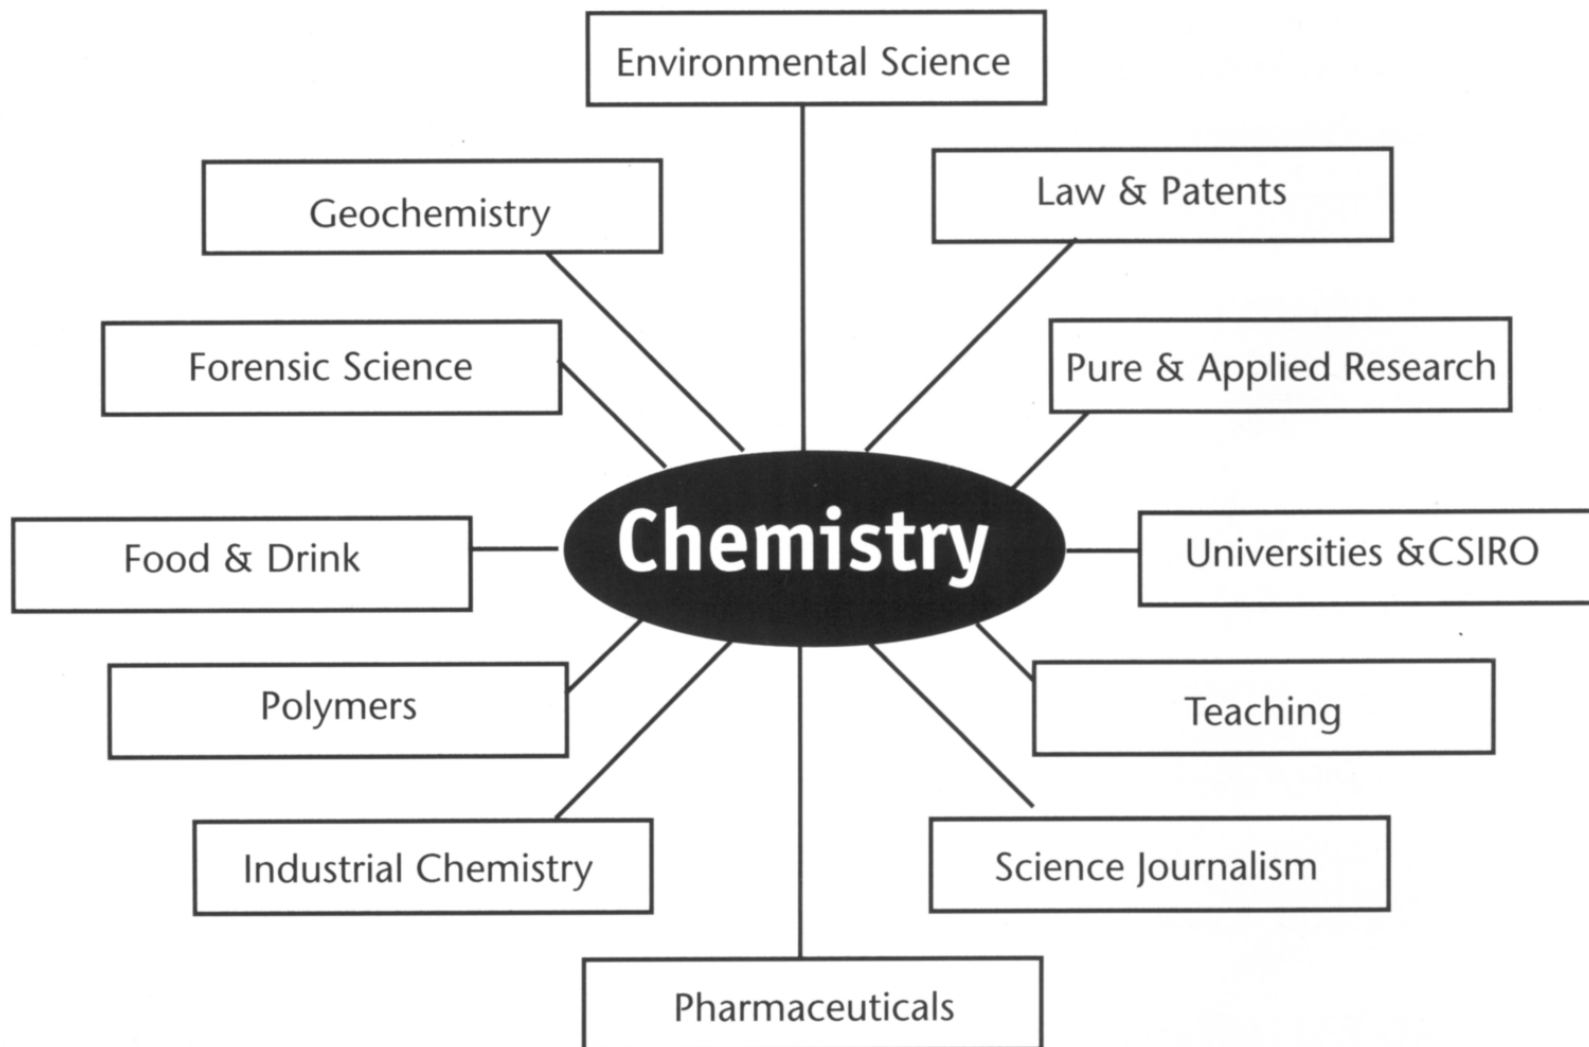 Environmental Science
Geochemistry
Law & Patents
Forensic Science
Pure & Applied Research
Chemistry
Food & Drink
Universities &CSIRO
Polymers
Teaching
Industrial Chemistry
Science Journalism
Pharmaceuticals